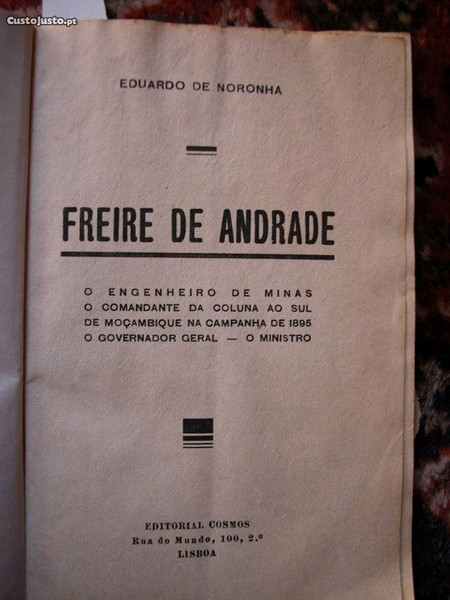 CustoJusto.pt
EDUARDO DE NORONHA
FREIRE DE ANDRADE
O ENGENHEIRO DE MINAS
O COMANDANTE DA COLUNA AO SUL
DE MOÇAMBIQUE NA CAMPANHA DE 1895
O GOVERNADOR GERAL — O MINISTRO
EDITORIAL COSMOS
Rua do Mundo, 100, 2.º
LISBOA